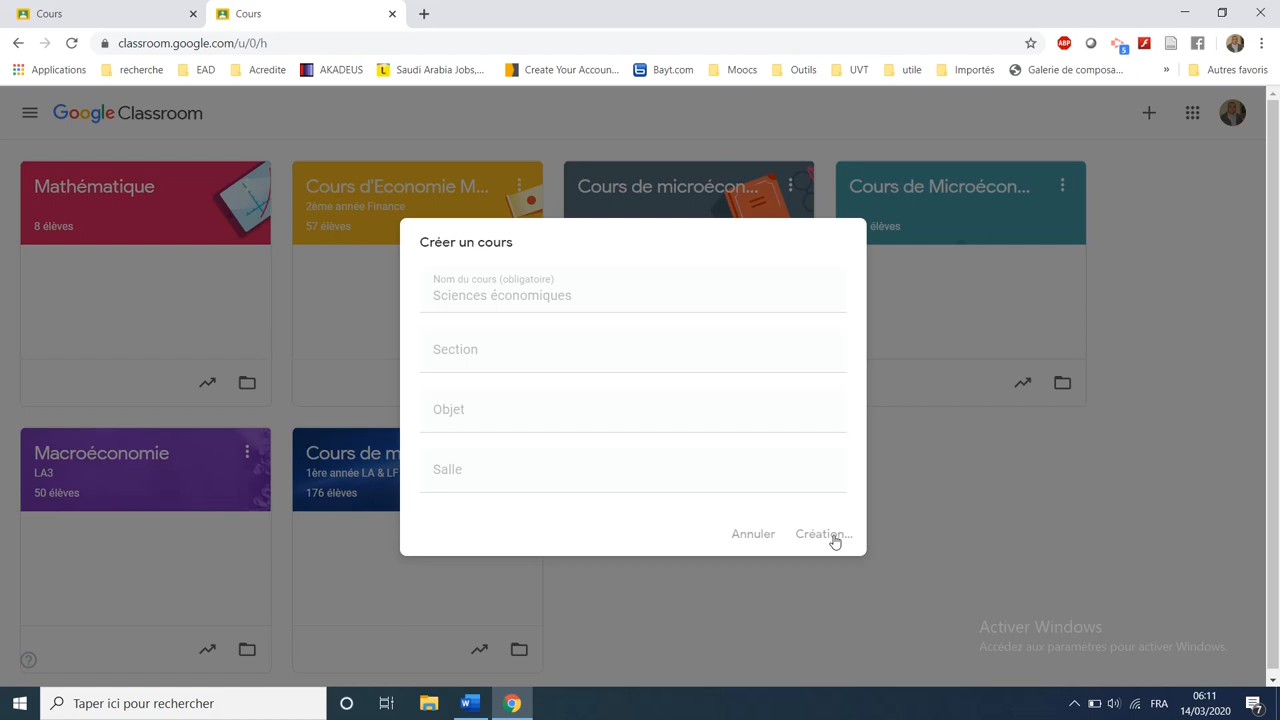 Cours
Cours
classroom.google.com/u/0/h
ABP
5
Applications
recherche
EAD
Acredite
AKADEUS
Saudi Arabia Jobs,...
Create Your Accoun...
Bayt.com
Moocs
Outils
UVT
utile
Importés
Galerie de composa...
»
Autres favoris
Google Classroom
Mathématique
8 élèves
Cours d'Economie M...
2ème année Finance
57 élèves
Cours de microécon...
Cours de Microécon...
élèves
Créer un cours
Nom du cours (obligatoire)
Sciences économiques
Section
Objet
Salle
Annuler
Création...
Macroéconomie
LA3
50 élèves
Cours de m
1ère année LA & LF
176 élèves
Activer Windows
Accédez aux paramètres pour activer Windows.
Taper ici pour rechercher
FRA
06:11
14/03/2020
7